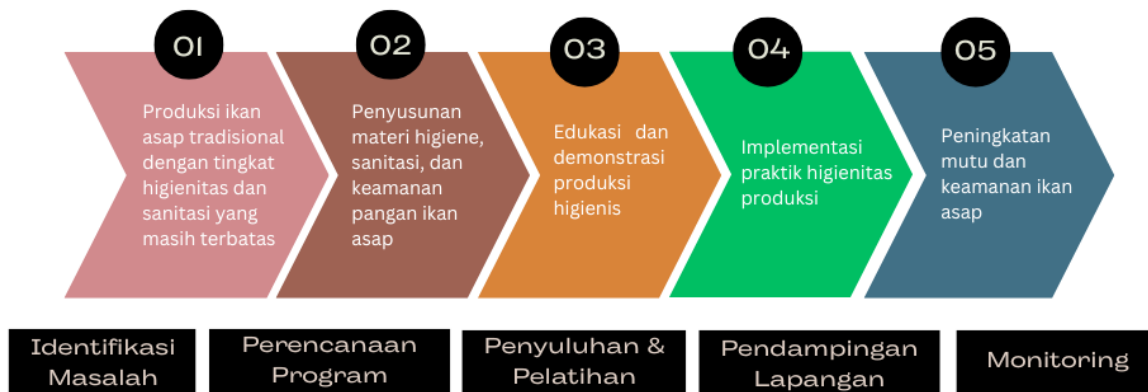 01
Produksi ikan
asap tradisional
dengan tingkat
higienitas dan
sanitasi yang
masih terbatas
02
Penyusunan
materi higiene,
sanitasi, dan
keamanan
pangan ikan
asap
03
Edukasi dan
demonstrasi
produksi
higienis
04
Implementasi
praktik higienitas
produksi
05
Peningkatan
mutu dan
keamanan ikan
asap
Identifikasi
Masalah
Perencanaan
Program
Penyuluhan &
Pelatihan
Pendampingan
Lapangan
Monitoring